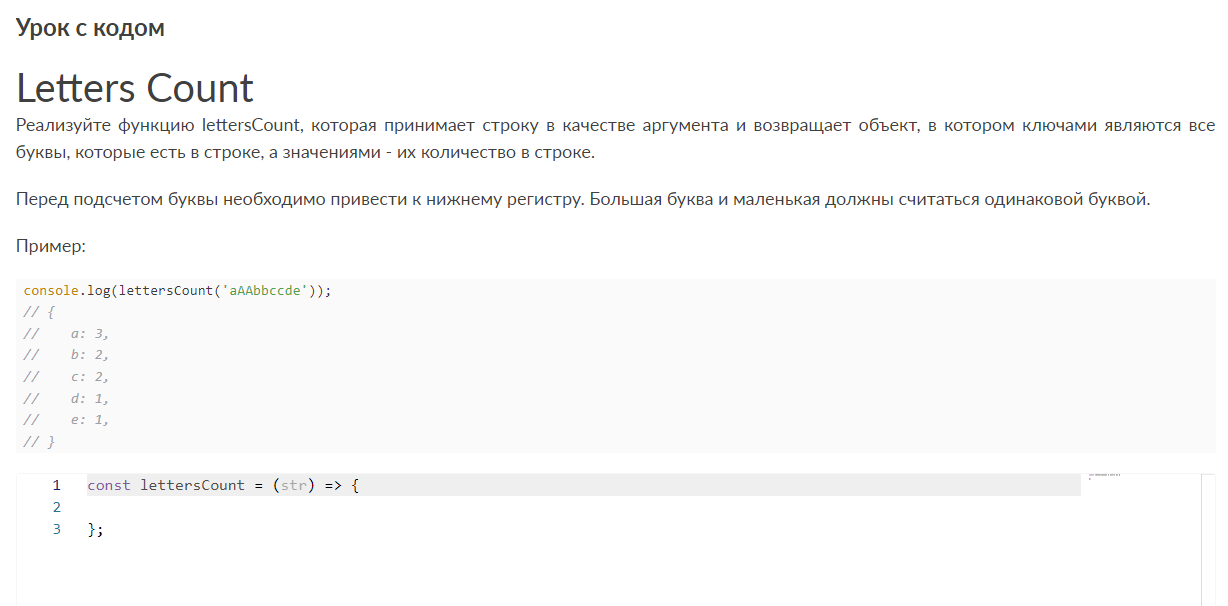 Урок с кодом
Letters Count
Реализуйте функцию lettersCount, которая принимает строку в качестве аргумента и возвращает объект, в котором ключами являются все
буквы, которые есть в строке, а значениями - их количество в строке.
Перед подсчетом буквы необходимо привести к нижнему регистру. Большая буква и маленькая должны считаться одинаковой буквой.
Пример:
console.log(lettersCount('aAAbbccde'));
// {
//    a: 3,
//    b: 2,
//    c: 2,
//    d: 1,
//    e: 1,
// }
1 const lettersCount = (str) => {
2
3 };